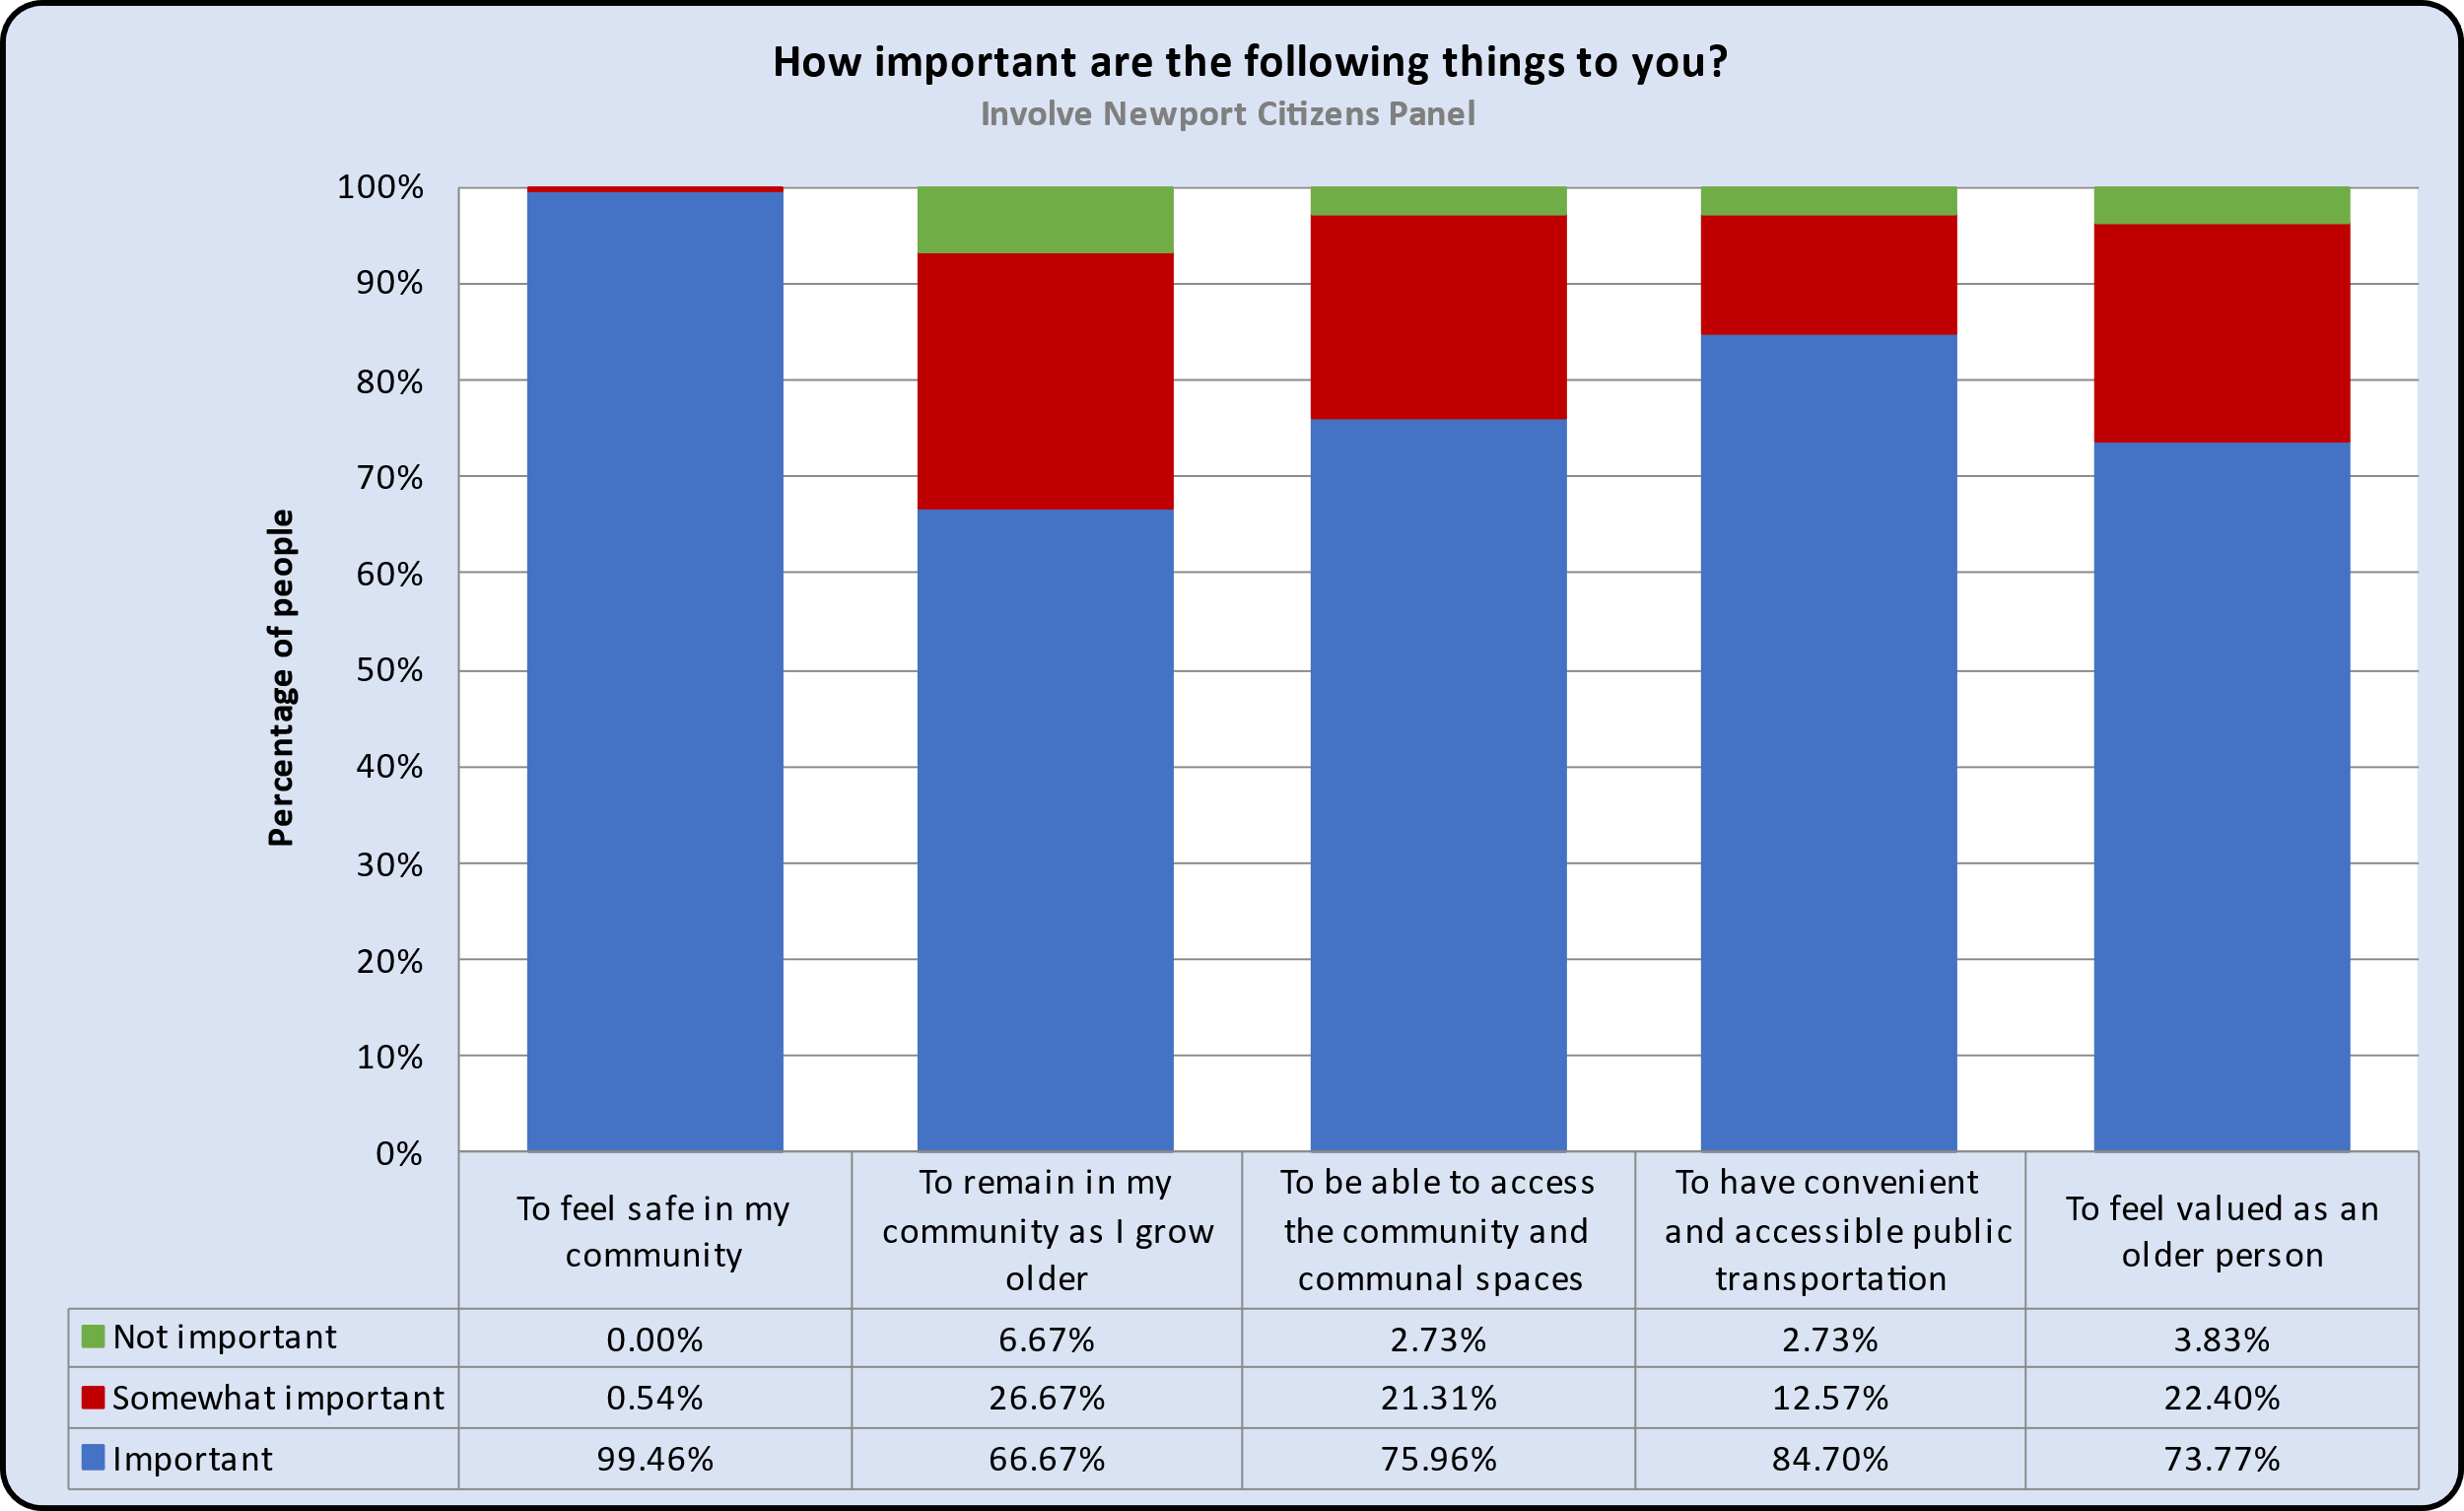 How important are the following things to you?
Involve Newport Citizens Panel
Percentage of people
100%
90%
80%
70%
60%
50%
40%
30%
20%
10%
0%
To feel safe in my
community
To remain in my
community as I grow
older
To be able to access
the community and
communal spaces
To have convenient
and accessible public
transportation
To feel valued as an
older person
Not important 0.00% 6.67% 2.73% 2.73% 3.83%
Somewhat important 0.54% 26.67% 21.31% 12.57% 22.40%
Important 99.46% 66.67% 75.96% 84.70% 73.77%